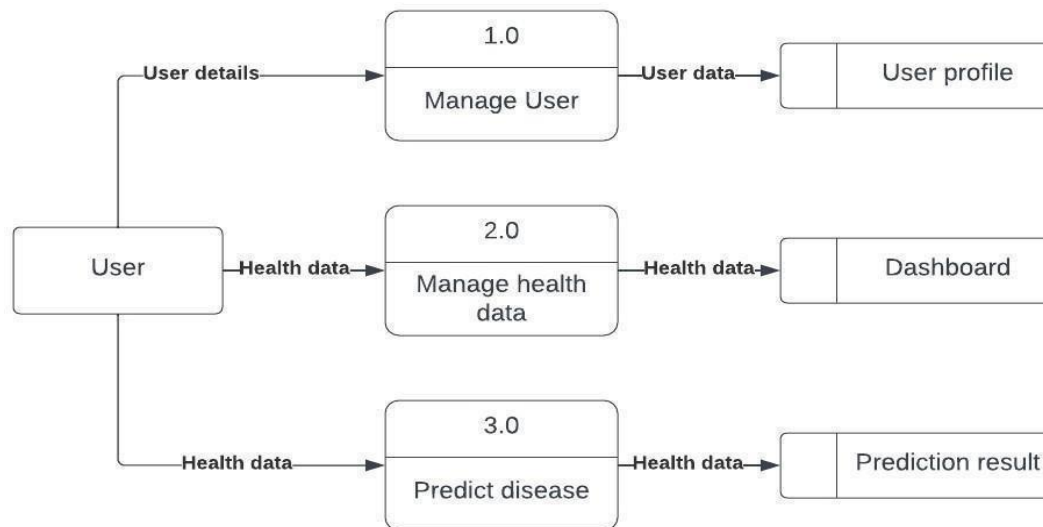 1.0
User details
Manage User
User data
User profile
User
Health data
2.0
Manage health
data
Health data
Dashboard
Health data
3.0
Predict disease
Health data
Prediction result